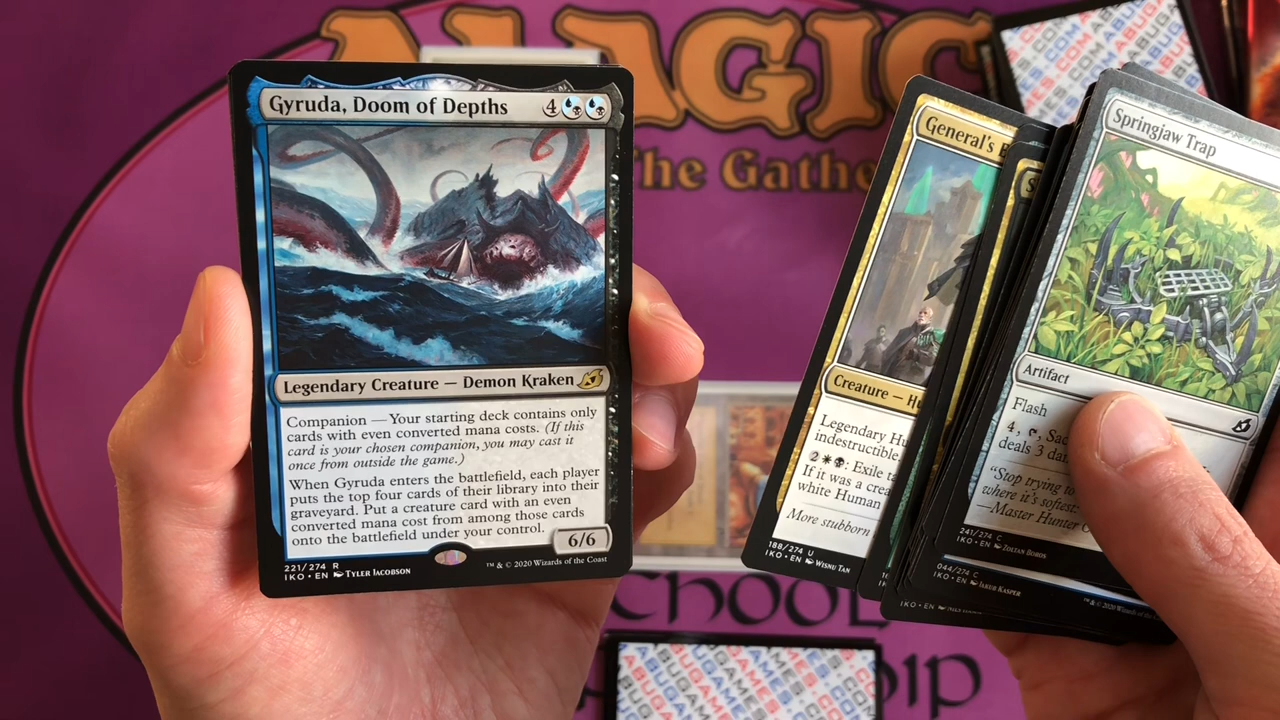 MAGIC
The Gathe
Gyruda, Doom of Depths
4
Legendary Creature — Demon Kraken
Companion — Your starting deck contains only
cards with even converted mana costs. (If this
card is your chosen companion, you may cast it
once from outside the game.)
When Gyruda enters the battlefield, each player
puts the top four cards of their library into their
graveyard. Put a creature card with an even
converted mana cost from among those cards
onto the battlefield under your control.
6/6
221/274 R
IKO • EN Tyler Jacobson
™ & © 2020 Wizards of the Coast
General's
Creature — Hu
Legendary Hu
indestructible.
2
: Exile ta
If it was a crea
white Human
More stubborn
188/274 U
IKO • EN Wisnu Tan
Springjaw Trap
Artifact
Flash
4, , Sac
deals 3 da
“Stop trying to
where it's softest:
—Master Hunter
241/274 C
IKO • EN Zoltan Boros
044/274 C
IKO • EN Jakub Kasper
IKO • EN
ABUGAMES.COM